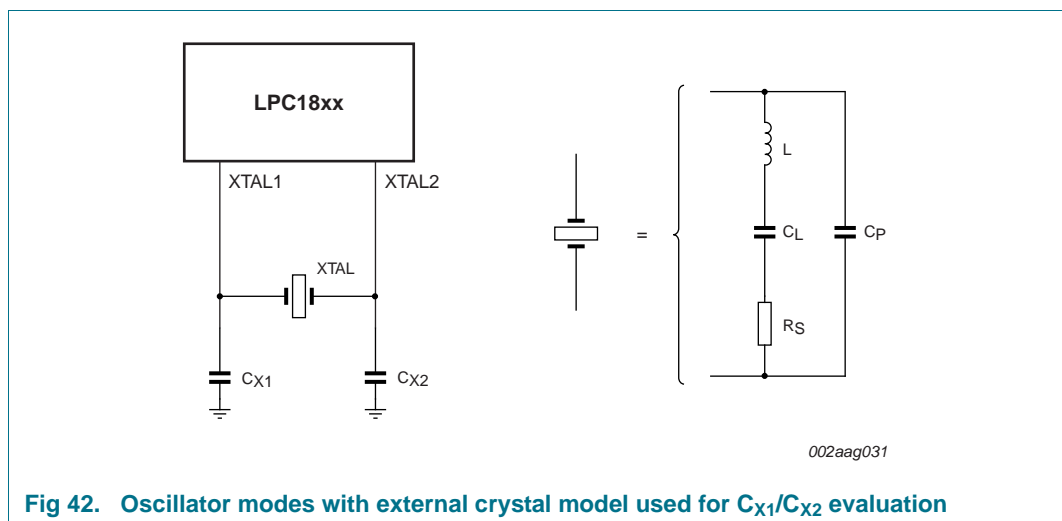 LPC18xx
XTAL1
XTAL2
XTAL
CX1
CX2
=
L
CL
CP
RS
002aag031
Fig 42. Oscillator modes with external crystal model used for CX1/CX2 evaluation